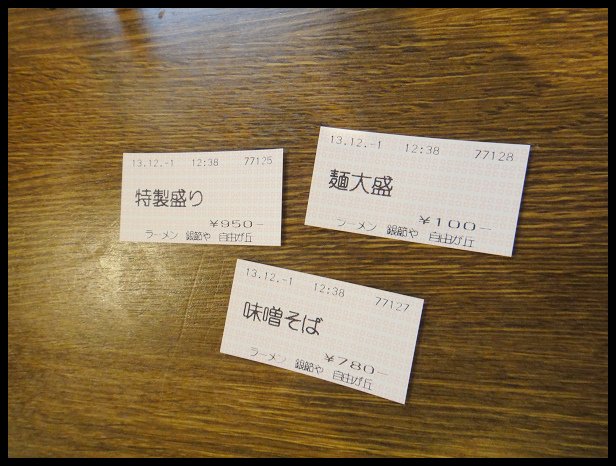 13.12.-1 12:38 77125
特製盛り
¥950-
ラーメン 銀節や 自由が丘
13.12.-1 12:38 77128
麺大盛
¥100-
ラーメン 銀節や 自由が丘
13.12.-1 12:38 77127
味噌そば
¥780-
ラーメン 銀節や 自由が丘